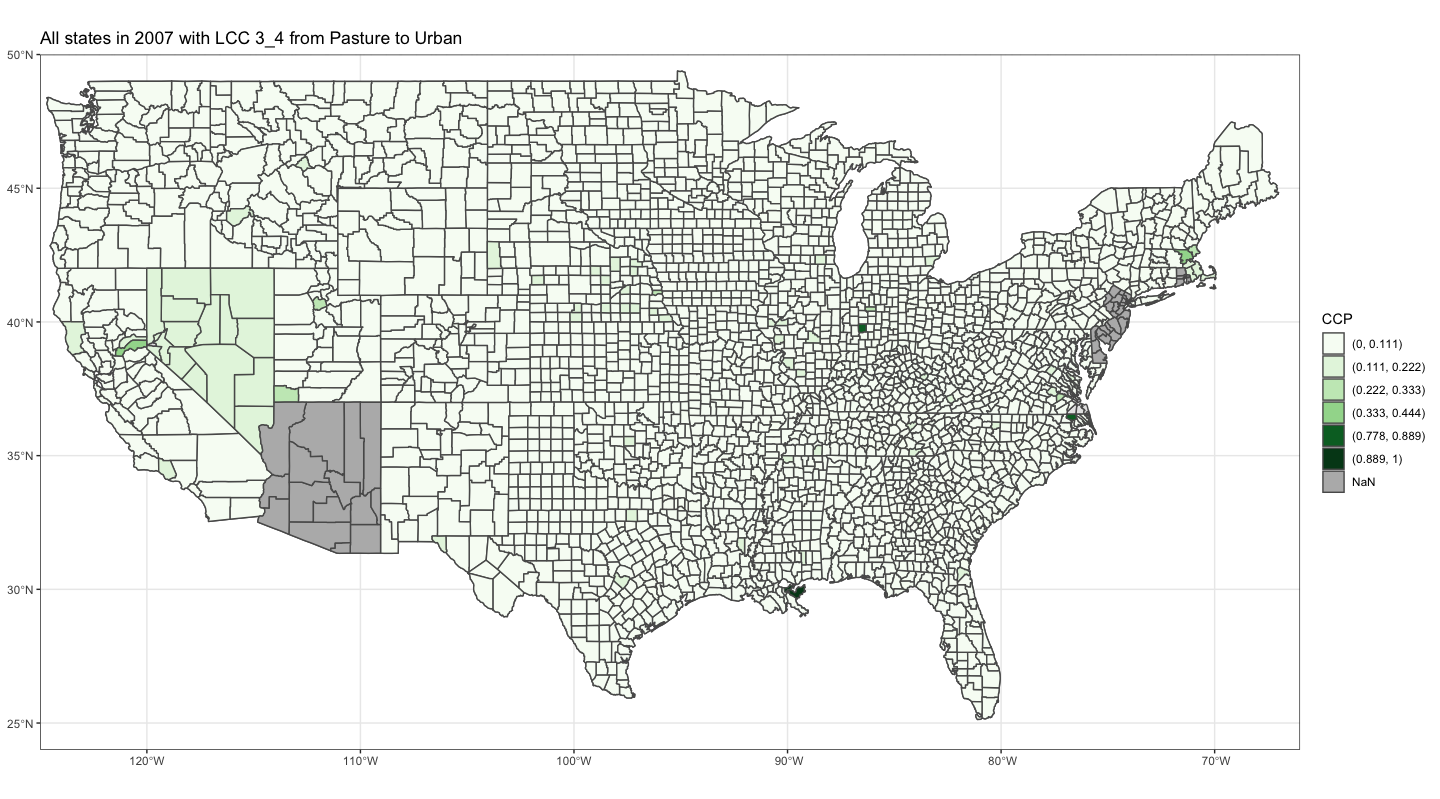 All states in 2007 with LCC 3_4 from Pasture to Urban
50°N
45°N
40°N
35°N
30°N
25°N
120°W
110°W
100°W
90°W
80°W
70°W
CCP
(0, 0.111)
(0.111, 0.222)
(0.222, 0.333)
(0.333, 0.444)
(0.778, 0.889)
(0.889, 1)
NaN